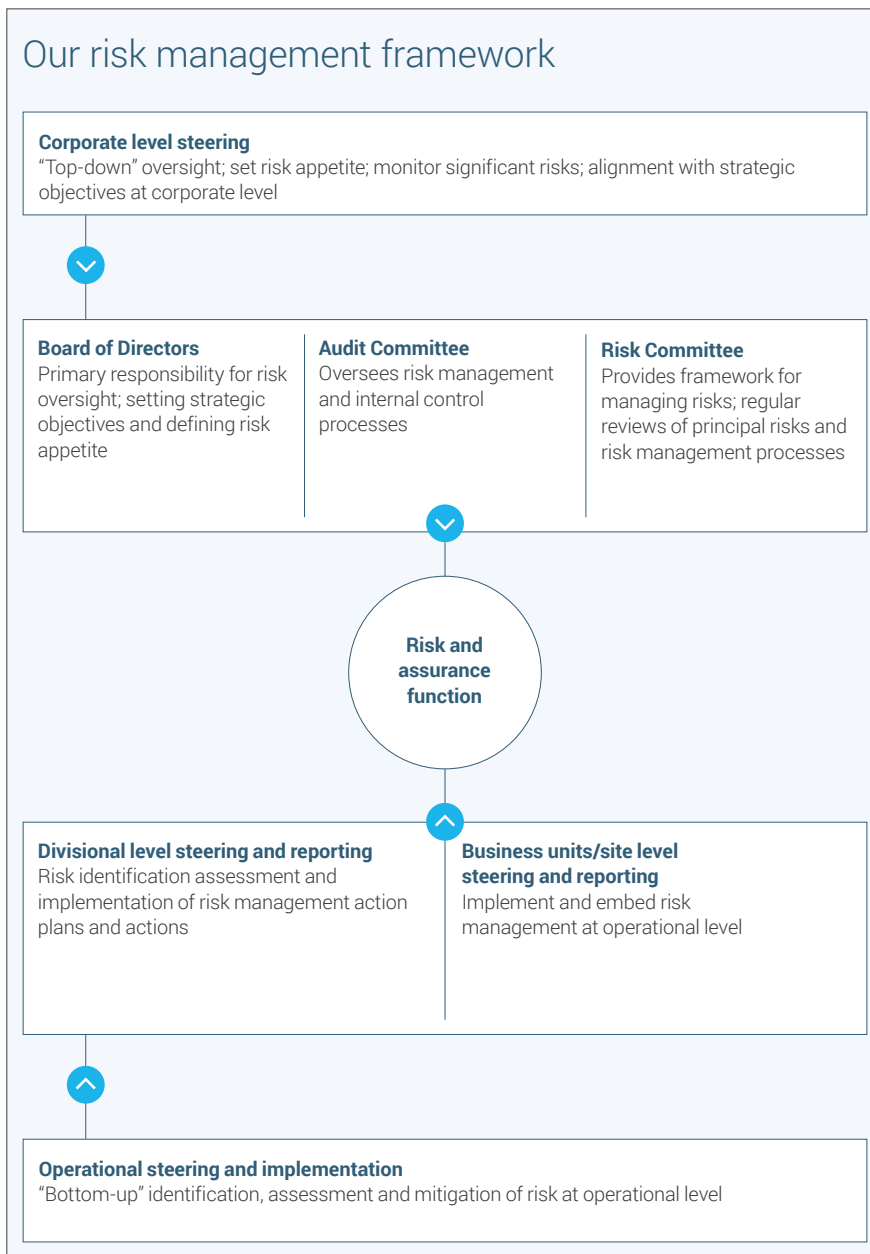 Our risk management framework
Corporate level steering
“Top-down” oversight; set risk appetite; monitor significant risks; alignment with strategic
objectives at corporate level
Board of Directors
Primary responsibility for risk
oversight; setting strategic
objectives and defining risk
appetite
Audit Committee
Oversees risk management
and internal control
processes
Risk Committee
Provides framework for
managing risks; regular
reviews of principal risks and
risk management processes
Risk and
assurance
function
Divisional level steering and reporting
Risk identification assessment and
implementation of risk management action
plans and actions
Business units/site level
steering and reporting
Implement and embed risk
management at operational level
Operational steering and implementation
“Bottom-up” identification, assessment and mitigation of risk at operational level